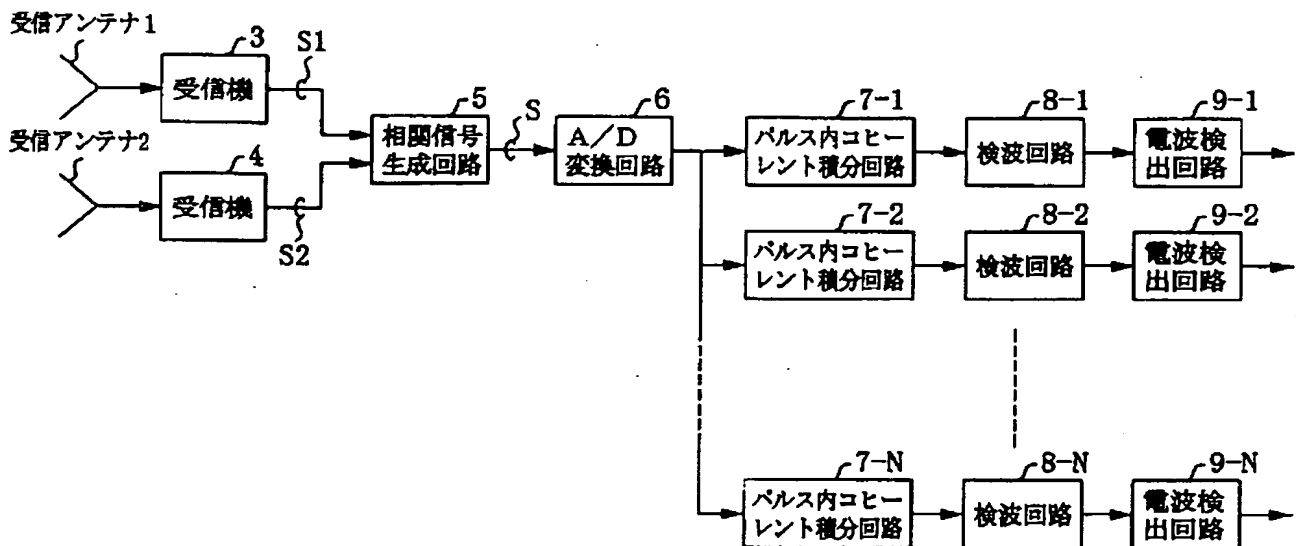 受信アンテナ1
3
S1
受信機
5
S
6
7-1
8-1
9-1
相関信号
生成回路
A/D
変換回路
パルス内コヒー
レント積分回路
検波回路
電波検
出回路
受信アンテナ2
4
受信機
S2
7-2
8-2
9-2
パルス内コヒー
レント積分回路
検波回路
電波検
出回路
7-N
8-N
9-N
パルス内コヒー
レント積分回路
検波回路
電波検
出回路